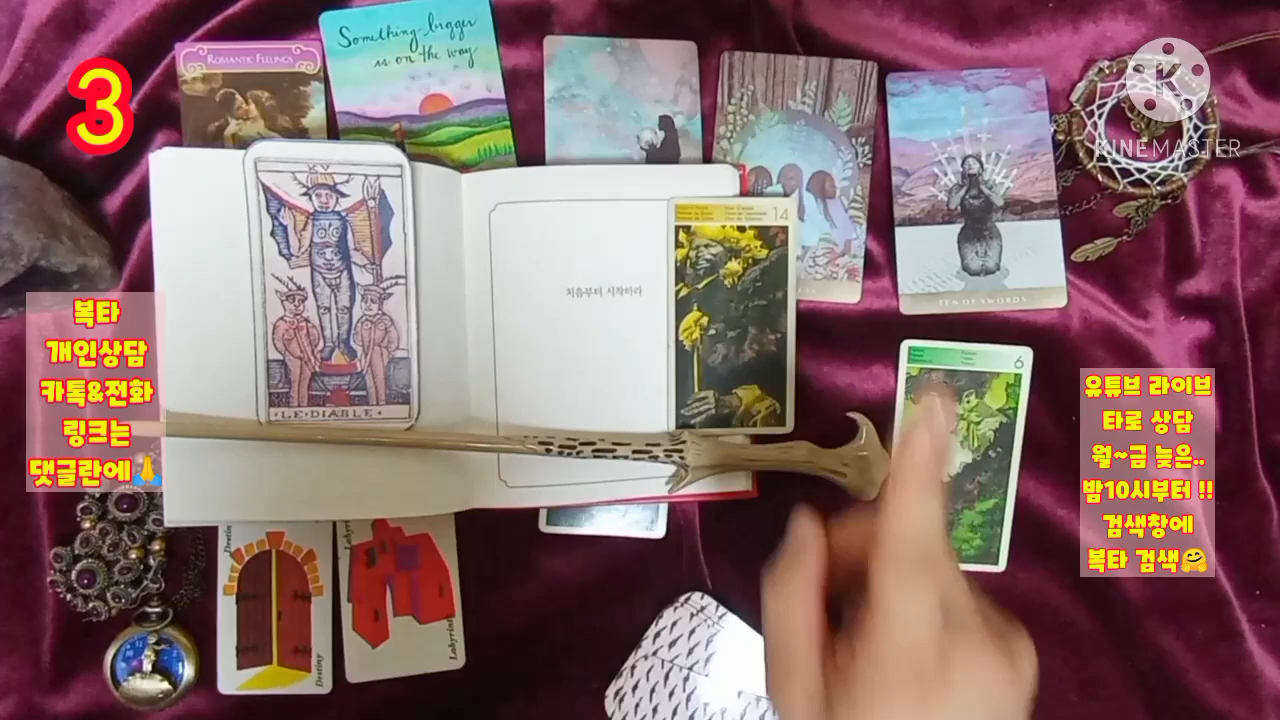 3
ROMANTIC FEELINGS
Something bigger
is on the way
K
KINEMASTER
XV
LE·DIABLE·
처음부터 시작하라
14
TEN OF SWORDS
6
복타
개인상담
카톡&전화
링크는
댓글란에🙏
유튜브 라이브
타로 상담
월~금 늦은..
밤10시부터 !!
검색창에
복타 검색🤗
Destiny
Destiny
Labyrinth